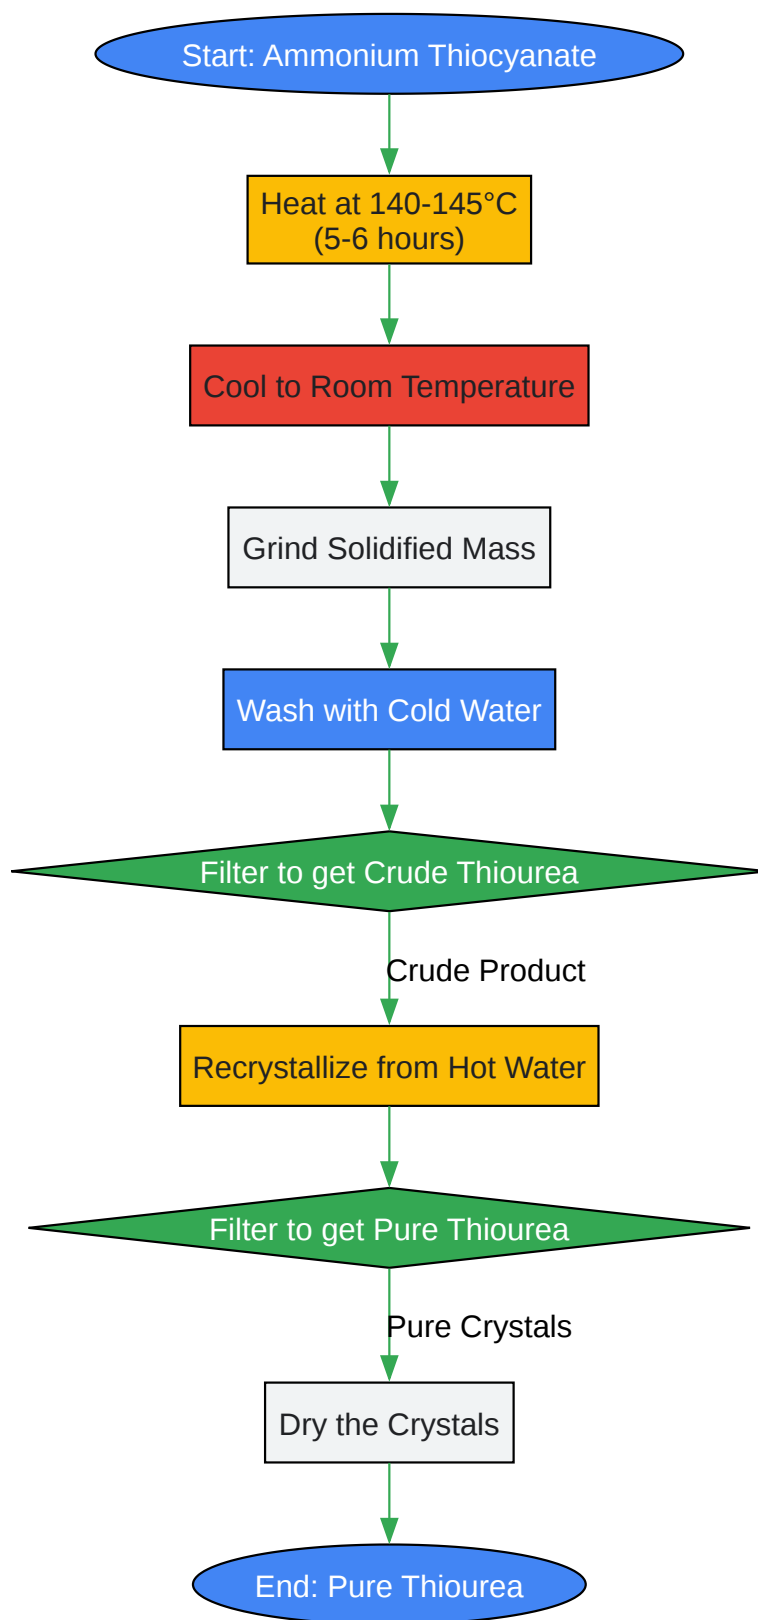 Start: Ammonium Thiocyanate
Heat at 140-145°C
(5-6 hours)
Cool to Room Temperature
Grind Solidified Mass
Wash with Cold Water
Filter to get Crude Thiourea
Crude Product
Recrystallize from Hot Water
Filter to get Pure Thiourea
Pure Crystals
Dry the Crystals
End: Pure Thiourea